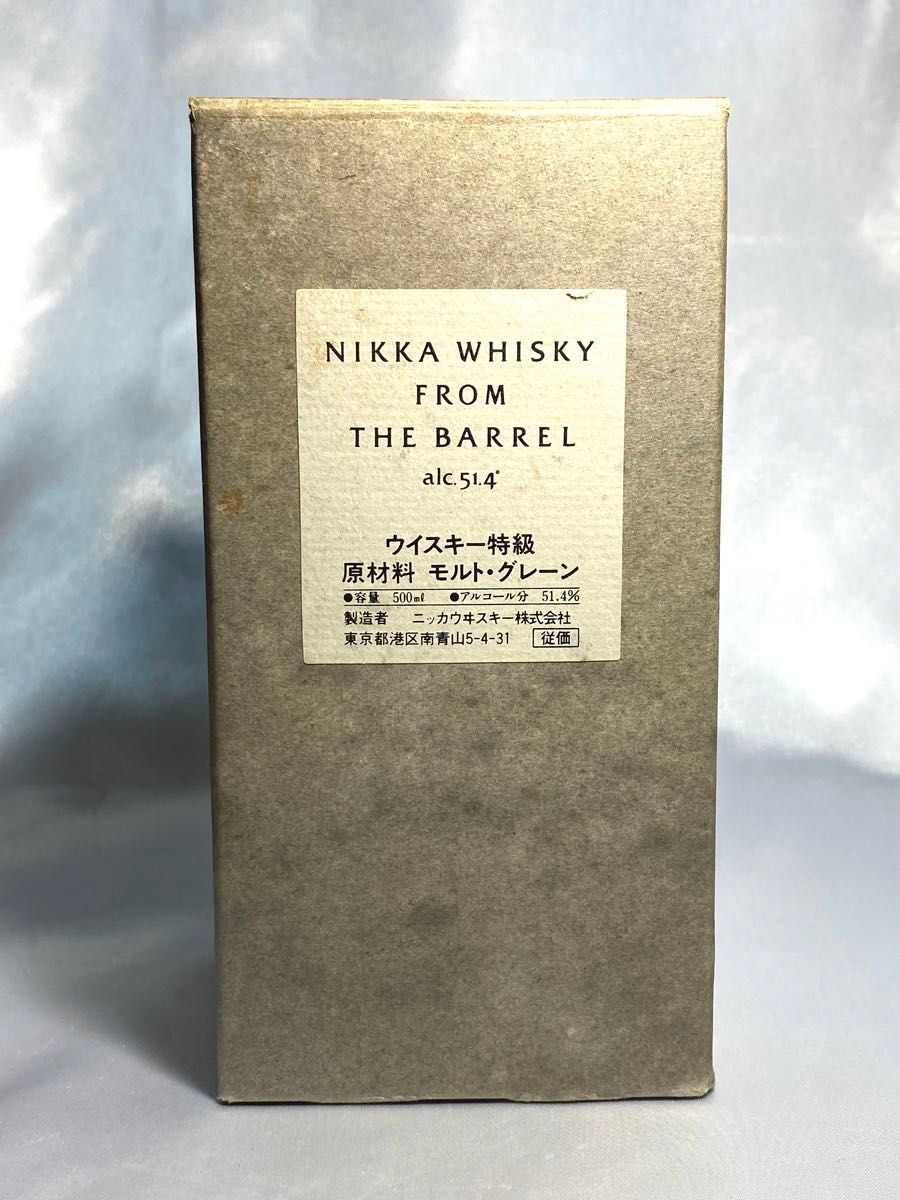 NIKKA WHISKY
FROM
THE BARREL
alc.51.4°
ウイスキー特級
原材料 モルト・グレーン
●容量 500mℓ ●アルコール分 51.4%
製造者 ニッカウヰスキー株式会社
東京都港区南青山5-4-31 従価